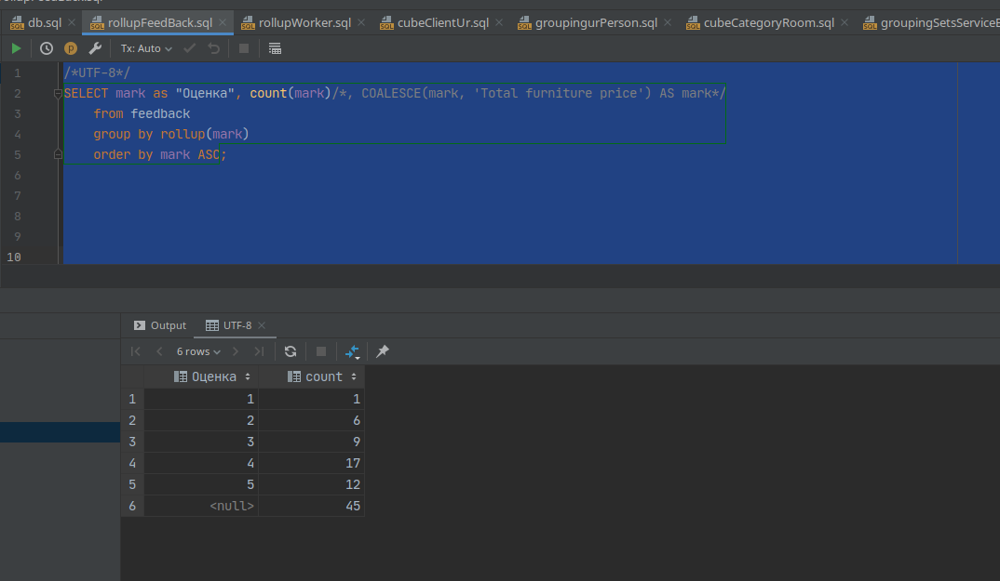 rollupFeedBack.sql
db.sql rollupFeedBack.sql rollupWorker.sql cubeClientUr.sql groupingurPerson.sql cubeCategoryRoom.sql groupingSetsServiceE
Tx: Auto
1 /*UTF-8*/
2 SELECT mark as "Оценка", count(mark)/*, COALESCE(mark, 'Total furniture price') AS mark*/
3 from feedback
4 group by rollup(mark)
5 order by mark ASC;
6
7
8
9
10
Output UTF-8
6 rows
Оценка count
1 1 1
2 2 6
3 3 9
4 4 17
5 5 12
6 <null> 45